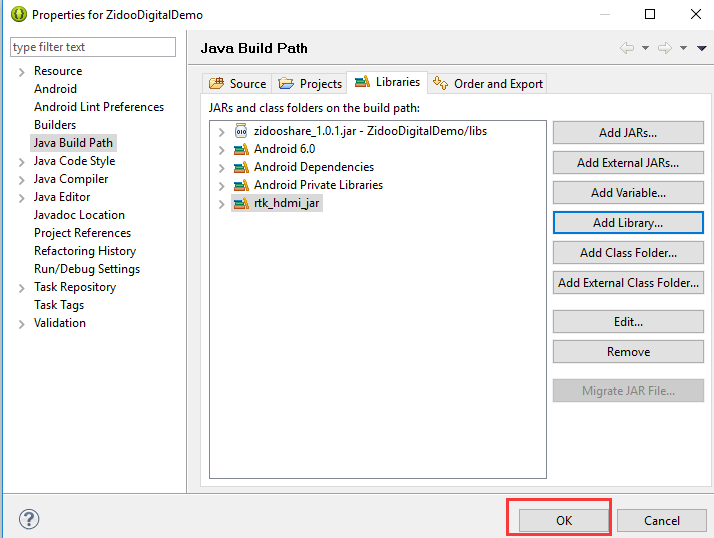 Properties for ZidooDigitalDemo
type filter text
Resource
Android
Android Lint Preferences
Builders
Java Build Path
Java Code Style
Java Compiler
Java Editor
Javadoc Location
Project References
Refactoring History
Run/Debug Settings
Task Repository
Task Tags
Validation
Java Build Path
Source Projects Libraries Order and Export
JARs and class folders on the build path:
010
zidooshare_1.0.1.jar - ZidooDigitalDemo/libs
Android 6.0
Android Dependencies
Android Private Libraries
rtk_hdmi_jar
Add JARs...
Add External JARs...
Add Variable...
Add Library...
Add Class Folder...
Add External Class Folder...
Edit...
Remove
Migrate JAR File...
?
OK Cancel